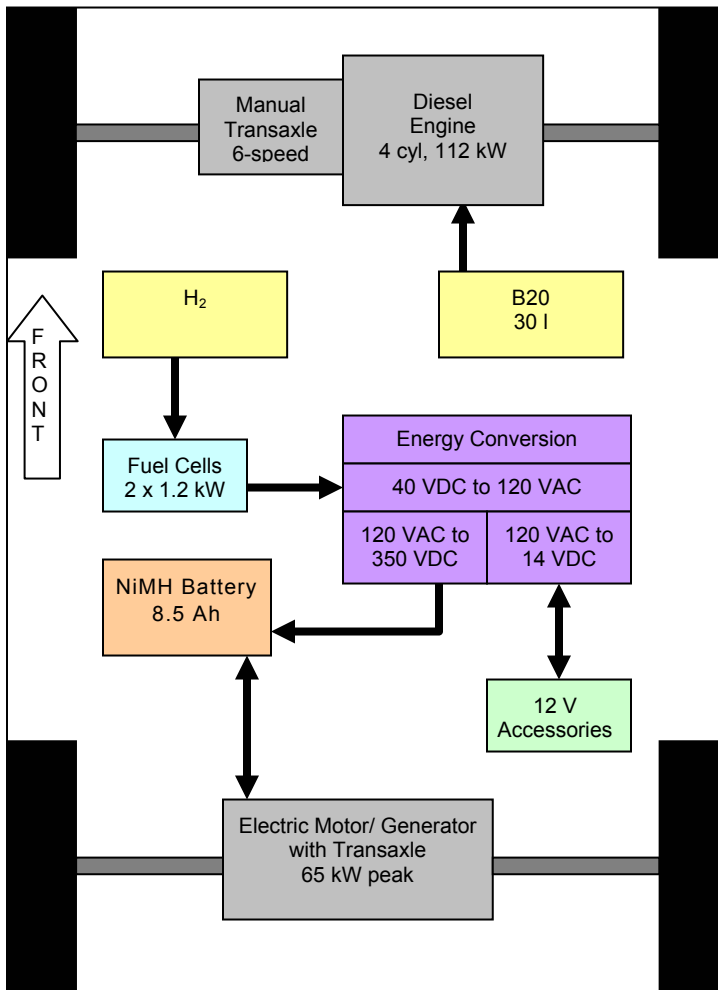 Manual
Transaxle
6-speed
Diesel
Engine
4 cyl, 112 kW
H₂
B20
30 l
FRONT
Fuel Cells
2 x 1.2 kW
Energy Conversion
40 VDC to 120 VAC
120 VAC to
350 VDC
120 VAC to
14 VDC
NiMH Battery
8.5 Ah
12 V
Accessories
Electric Motor/ Generator
with Transaxle
65 kW peak